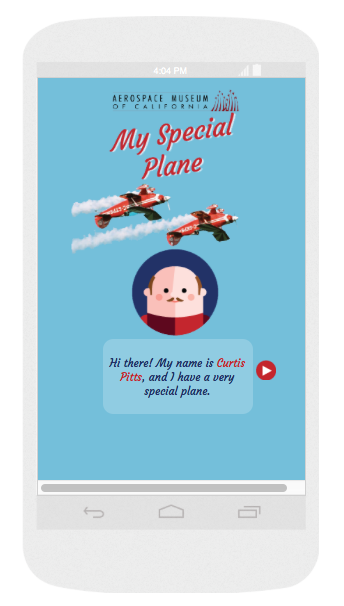 4:04 PM
AEROSPACE MUSEUM
OF CALIFORNIA
My Special
Plane
Hi there! My name is Curtis
Pitts, and I have a very
special plane.